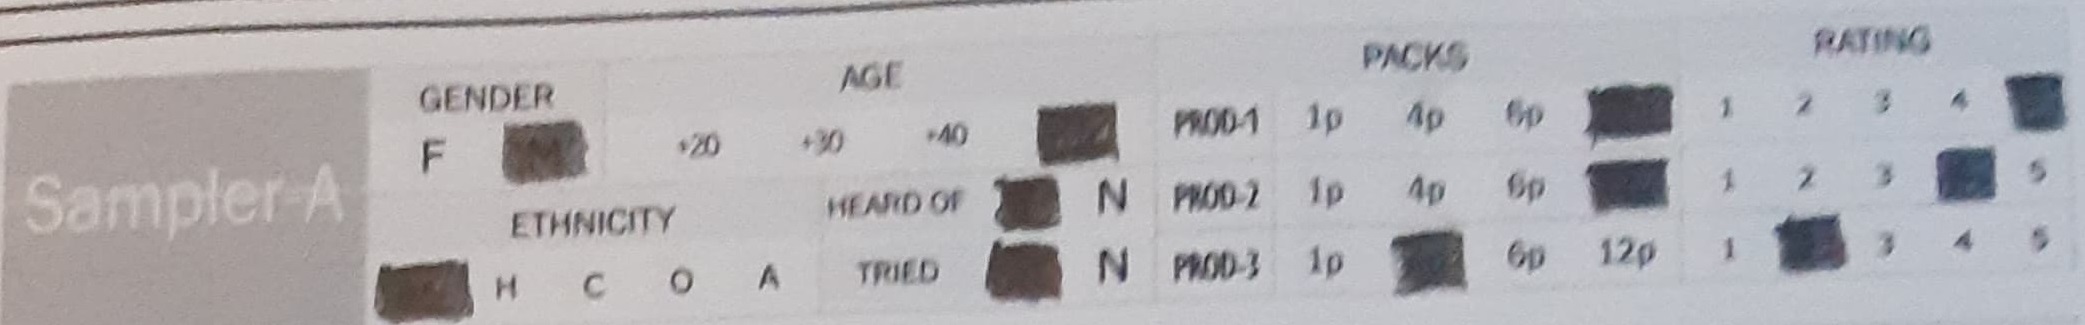 GENDER AGE PACKS RATING
F M +20 +30 +40 PROD-1 1p 4p 6p 1 2 3 4
Sampler-A ETHNICITY HEARD OF N PROD-2 1p 4p 6p 1 2 3 5
H C O A TRIED N PROD-3 1p 6p 12p 1 3 4 5